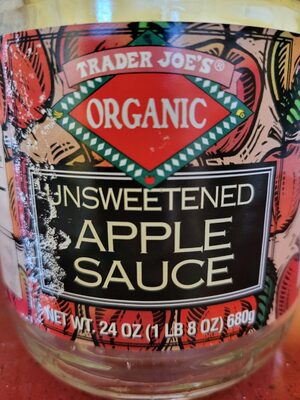 TRADER JOE'S®
ORGANIC
UNSWEETENED
APPLE
SAUCE
NET WT. 24 OZ (1 LB 8 OZ) 680g